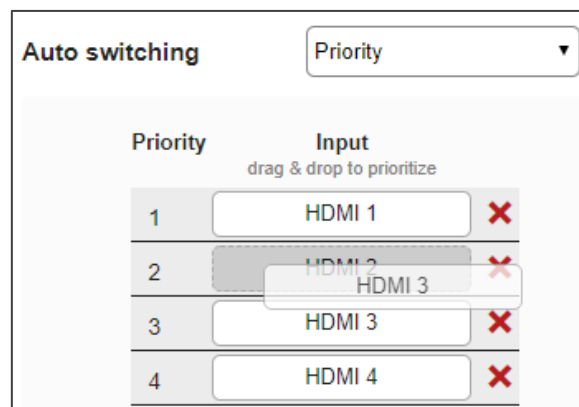 Auto switching Priority
Priority Input
drag & drop to prioritize
1 HDMI 1
2 HDMI 2
HDMI 3
3 HDMI 3
4 HDMI 4